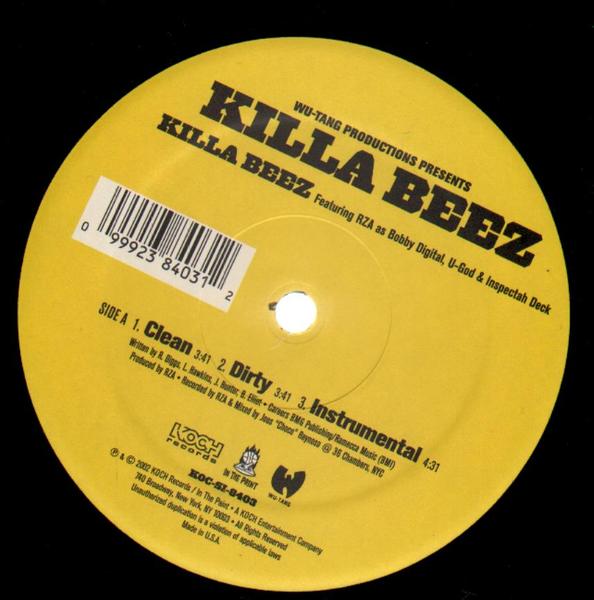 WU-TANG PRODUCTIONS PRESENTS
KILLA BEEZ
KILLA BEEZ Featuring RZA as Bobby Digital, U-God & Inspectah Deck
0 99923 84031 2
SIDE A 1. Clean 3:41 2. Dirty 3:41 3. Instrumental 4:31
Written by R. Diggs, L. Hawkins, J. Hunter, B. Elliet • Careers BMG Publishing/Ramecca Music (BMI)
Produced by RZA • Recorded by RZA & Mixed by Jose "Choco" Reynoso @ 36 Chambers, NYC
KOCH
records
IN THE PAINT
WU-TANG
KOC-SI-8403
℗ & © 2002 KOCH Records / In The Paint • A KOCH Entertainment Company
740 Broadway, New York, NY 10003 • All Rights Reserved
Unauthorized duplication is a violation of applicable laws
Made in U.S.A.